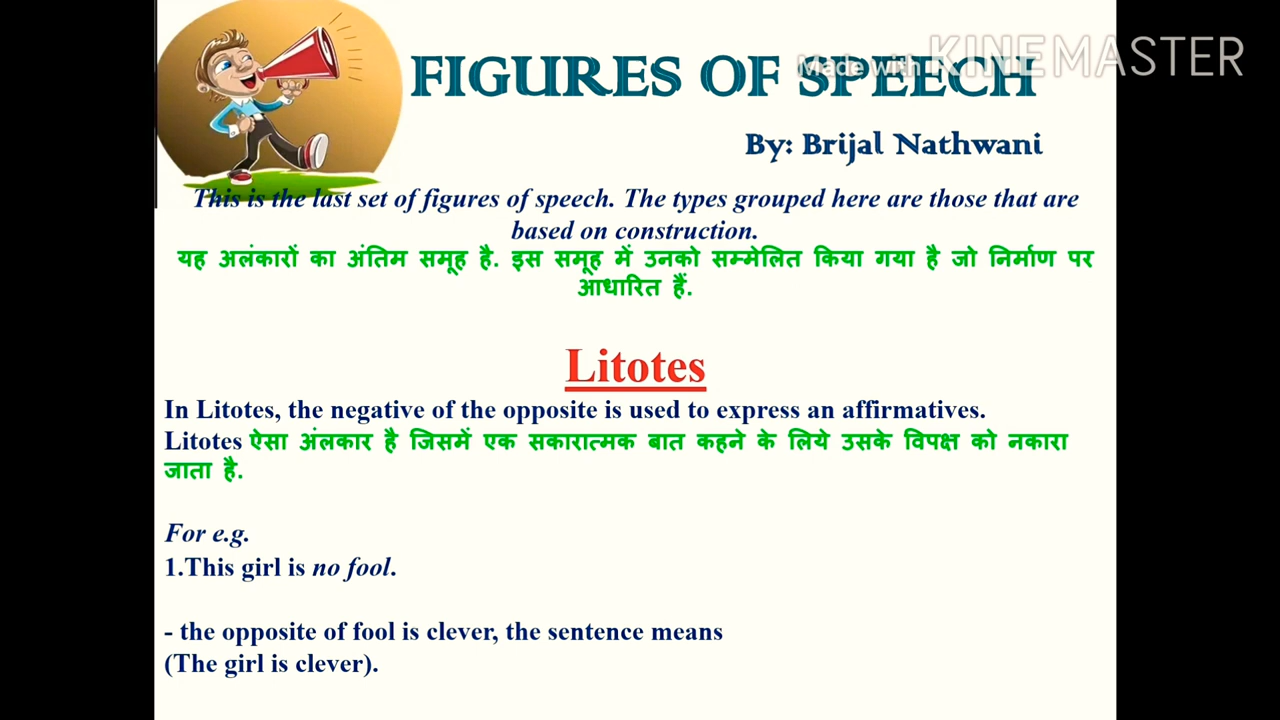 FIGURES OF SPEECH
Made with KINEMASTER
By: Brijal Nathwani
This is the last set of figures of speech. The types grouped here are those that are
based on construction.
यह अलंकारों का अंतिम समूह है. इस समूह में उनको सम्मेलित किया गया है जो निर्माण पर
आधारित हैं.
Litotes
In Litotes, the negative of the opposite is used to express an affirmatives.
Litotes ऐसा अंलकार है जिसमें एक सकारात्मक बात कहने के लिये उसके विपक्ष को नकारा
जाता है.
For e.g.
1.This girl is no fool.
- the opposite of fool is clever, the sentence means
(The girl is clever).